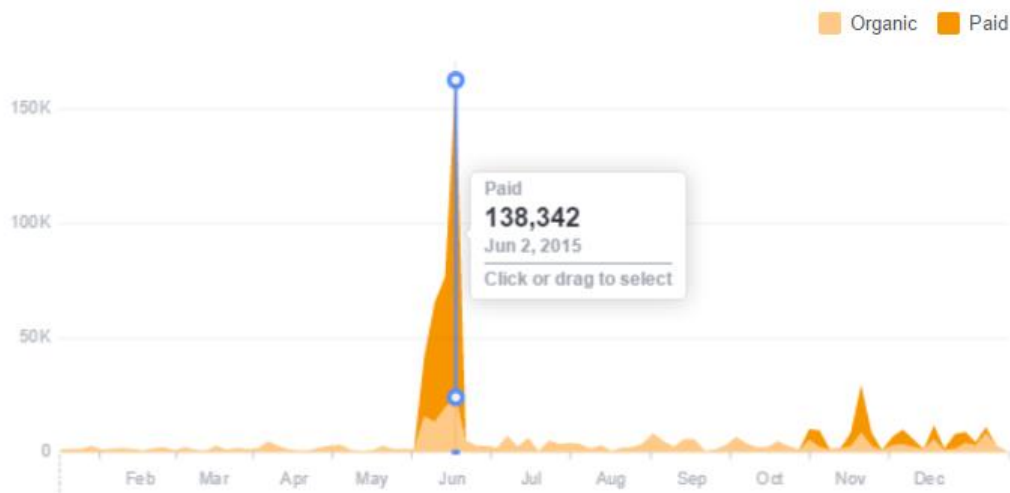 Organic Paid
150K
100K
50K
0
Paid
138,342
Jun 2, 2015
Click or drag to select
Feb Mar Apr May Jun Jul Aug Sep Oct Nov Dec